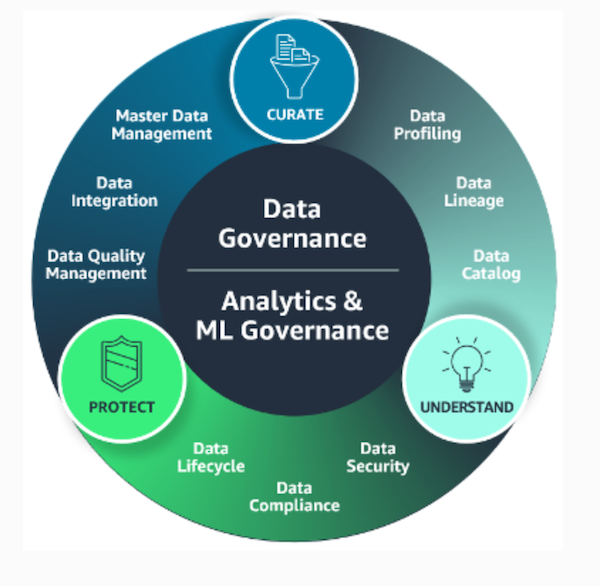 CURATE
Master Data
Management
Data
Profiling
Data
Integration
Data
Lineage
Data
Governance
Data Quality
Management
Data
Catalog
Analytics &
ML Governance
PROTECT
UNDERSTAND
Data
Lifecycle
Data
Security
Data
Compliance